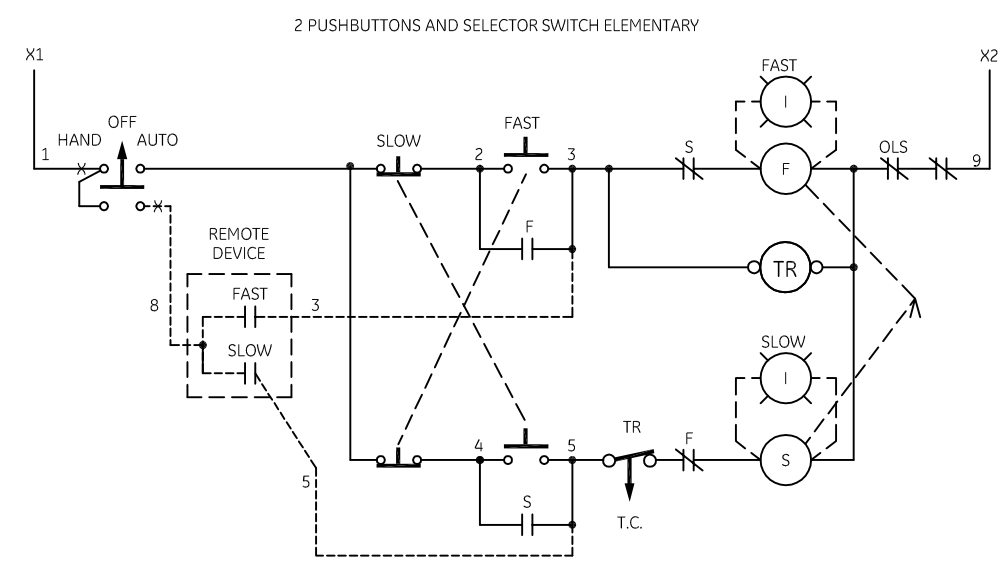 2 PUSHBUTTONS AND SELECTOR SWITCH ELEMENTARY
X1
X2
FAST
I
OFF
HAND
AUTO
SLOW
FAST
1
X
2
3
S
F
OLS
9
X
F
REMOTE
DEVICE
TR
8
FAST
3
SLOW
SLOW
I
TR
4
5
F
S
5
S
T.C.